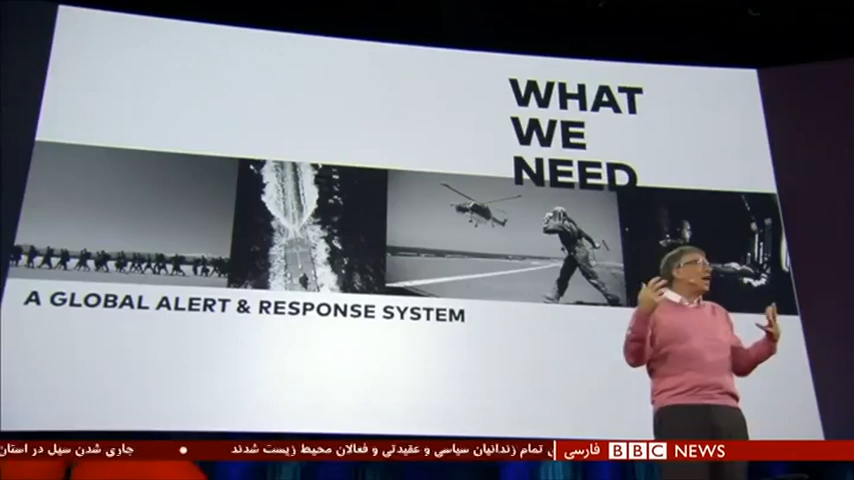 WHAT
WE
NEED
A GLOBAL ALERT & RESPONSE SYSTEM
تمام زندانیان سیاسی و عقیدتی و فعالان محیط زیست شدند • جاری شدن سیل در استان
فارسی BBC NEWS